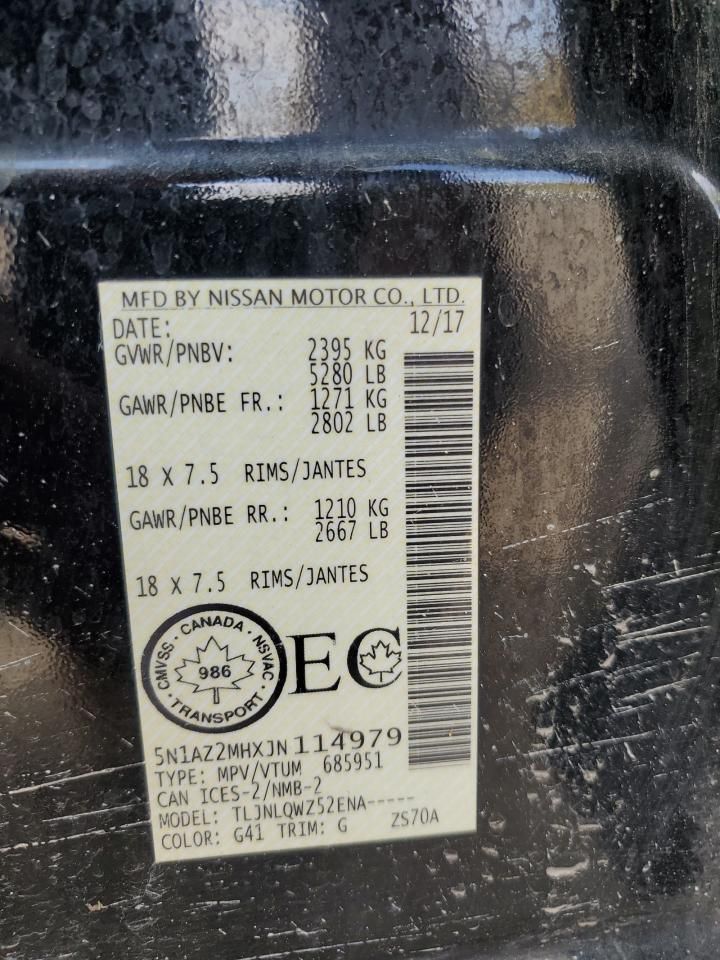 MFD BY NISSAN MOTOR CO., LTD.
DATE: 12/17
GVWR/PNBV: 2395 KG
5280 LB
GAWR/PNBE FR.: 1271 KG
2802 LB
18 X 7.5 RIMS/JANTES
GAWR/PNBE RR.: 1210 KG
2667 LB
18 X 7.5 RIMS/JANTES
CMVSS · CANADA · NSVAC
986
· TRANSPORT ·
EC
5N1AZ2MHXJN114979
TYPE: MPV/VTUM 685951
CAN ICES-2/NMB-2
MODEL: TLJNLQWZ52ENA-----
COLOR: G41 TRIM: G ZS70A